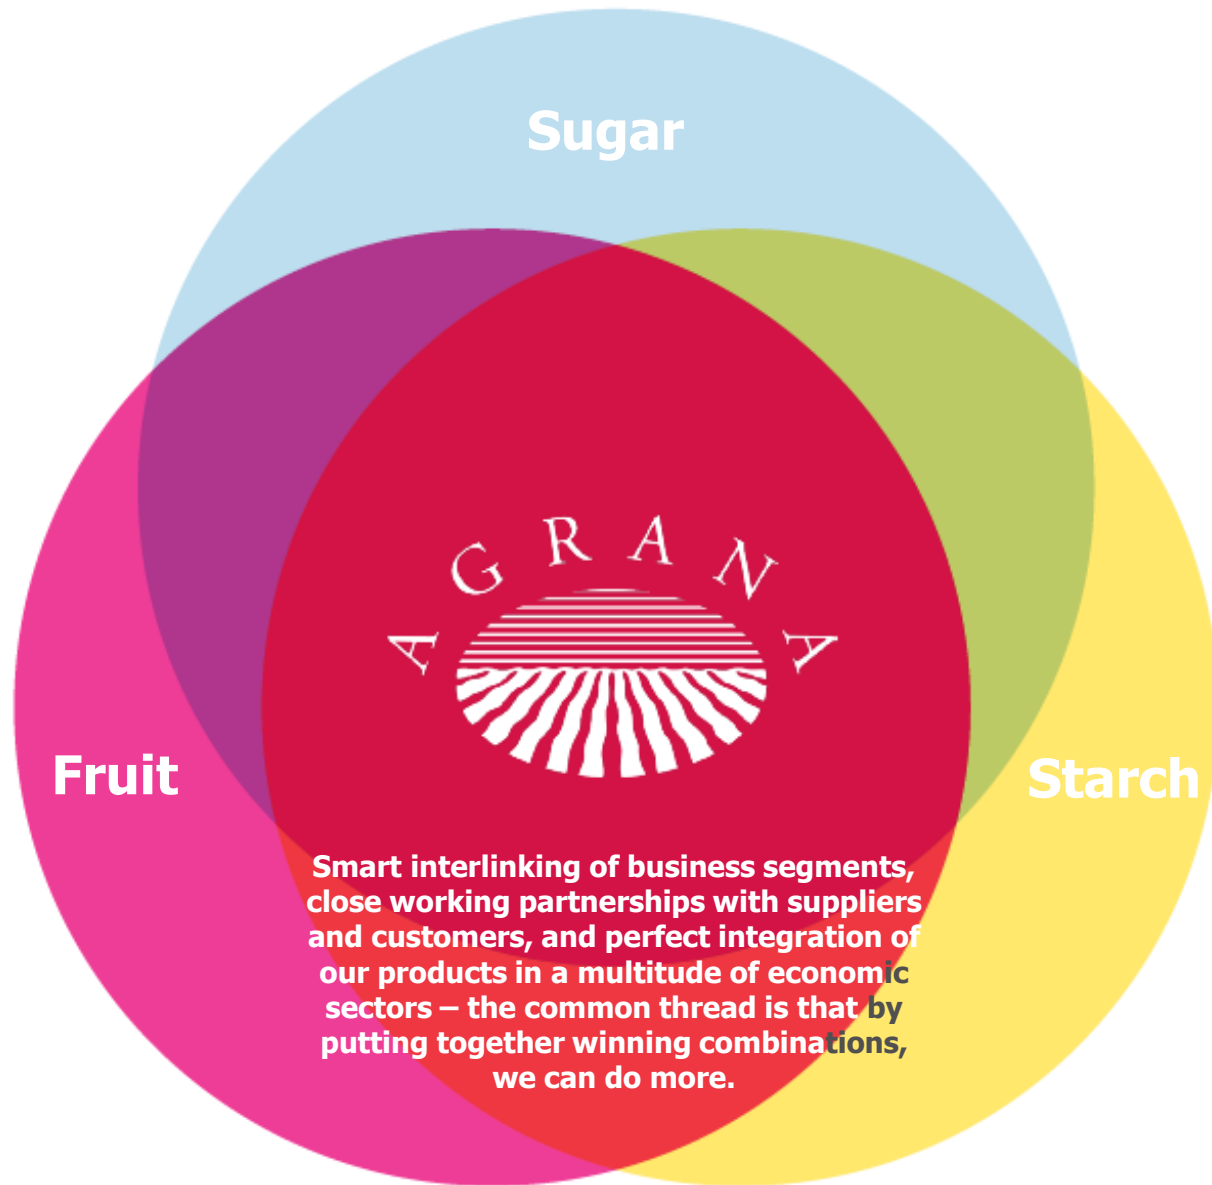 Sugar
AGRANA
Fruit
Starch
Smart interlinking of business segments,
close working partnerships with suppliers
and customers, and perfect integration of
our products in a multitude of economic
sectors – the common thread is that by
putting together winning combinations,
we can do more.